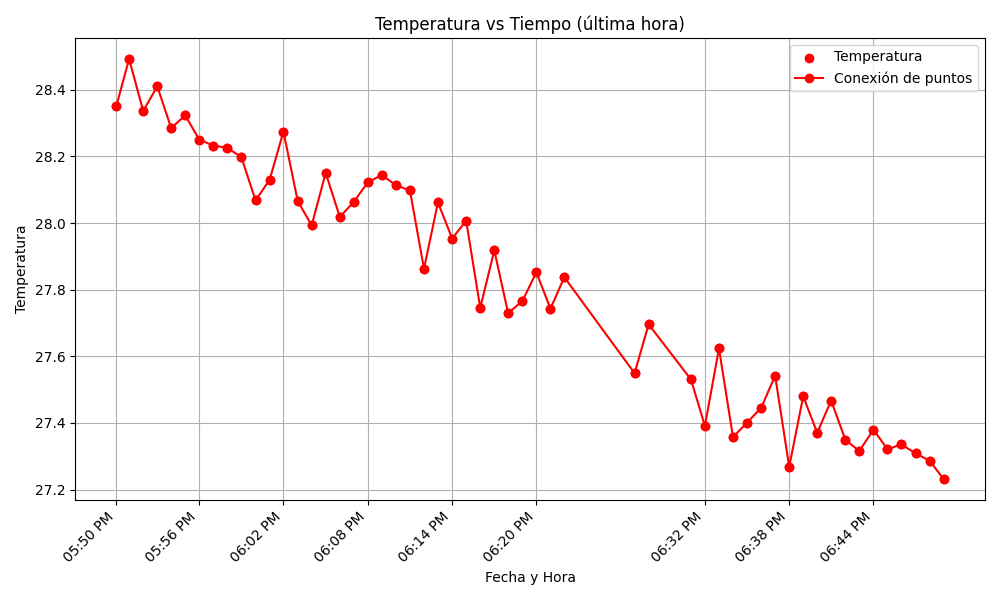 Temperatura vs Tiempo (última hora)
Temperatura
Conexión de puntos
28.4
28.2
28.0
27.8
27.6
27.4
27.2
Temperatura
05:50 PM
05:56 PM
06:02 PM
06:08 PM
06:14 PM
06:20 PM
06:32 PM
06:38 PM
06:44 PM
Fecha y Hora